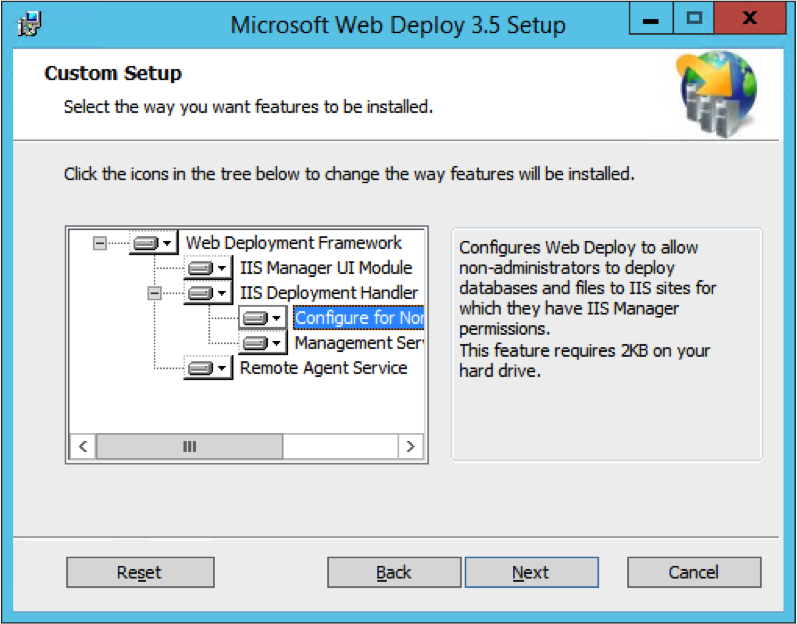 Microsoft Web Deploy 3.5 Setup
Custom Setup
Select the way you want features to be installed.
Click the icons in the tree below to change the way features will be installed.
Web Deployment Framework
IIS Manager UI Module
IIS Deployment Handler
Configure for Non
Management Serv
Remote Agent Service
Configures Web Deploy to allow
non-administrators to deploy
databases and files to IIS sites for
which they have IIS Manager
permissions.
This feature requires 2KB on your
hard drive.
Reset
Back
Next
Cancel